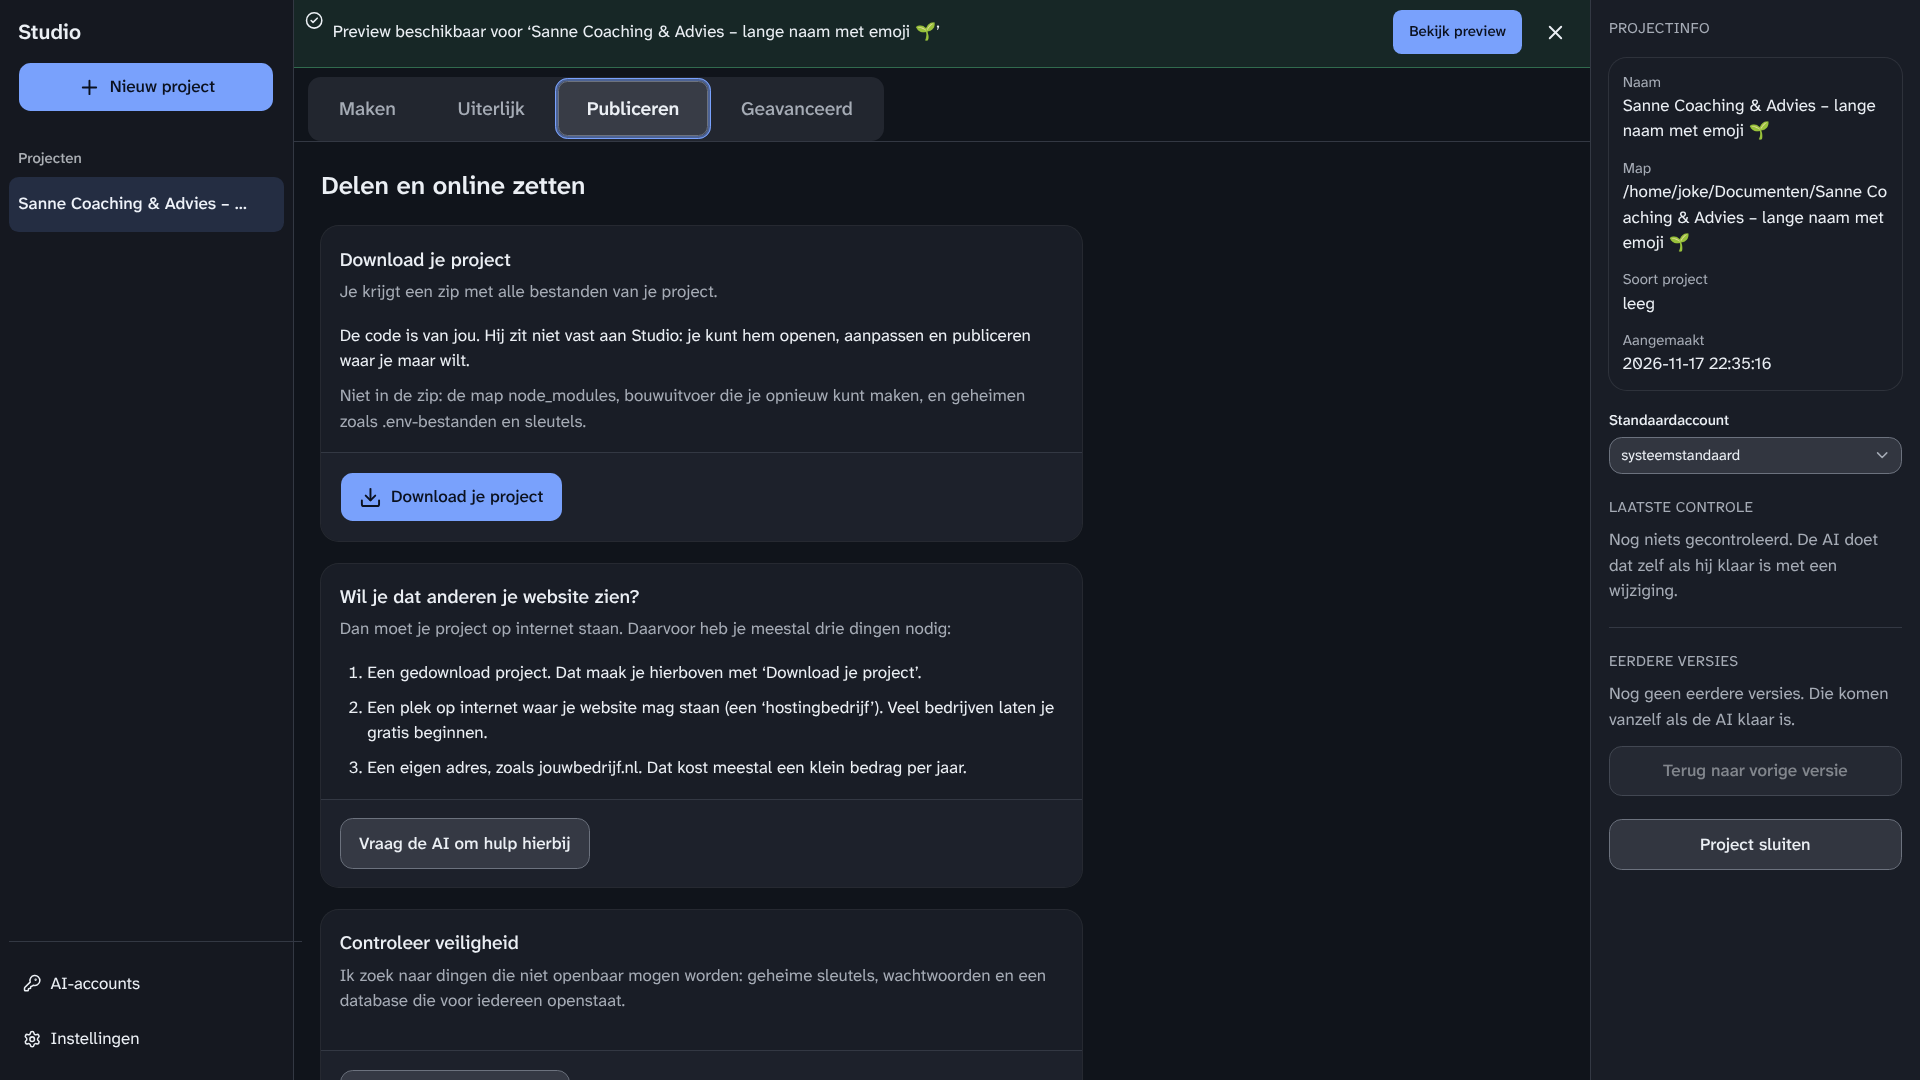 Studio
Nieuw project
Projecten
Sanne Coaching & Advies – ...
AI-accounts
Instellingen
Preview beschikbaar voor ‘Sanne Coaching & Advies – lange naam met emoji 🌱’
Bekijk preview
Maken
Uiterlijk
Publiceren
Geavanceerd
Delen en online zetten
Download je project
Je krijgt een zip met alle bestanden van je project.
De code is van jou. Hij zit niet vast aan Studio: je kunt hem openen, aanpassen en publiceren
waar je maar wilt.
Niet in de zip: de map node_modules, bouwuitvoer die je opnieuw kunt maken, en geheimen
zoals .env-bestanden en sleutels.
Download je project
Wil je dat anderen je website zien?
Dan moet je project op internet staan. Daarvoor heb je meestal drie dingen nodig:
1. Een gedownload project. Dat maak je hierboven met ‘Download je project’.
2. Een plek op internet waar je website mag staan (een ‘hostingbedrijf’). Veel bedrijven laten je
gratis beginnen.
3. Een eigen adres, zoals jouwbedrijf.nl. Dat kost meestal een klein bedrag per jaar.
Vraag de AI om hulp hierbij
Controleer veiligheid
Ik zoek naar dingen die niet openbaar mogen worden: geheime sleutels, wachtwoorden en een
database die voor iedereen openstaat.
PROJECTINFO
Naam
Sanne Coaching & Advies – lange
naam met emoji 🌱
Map
/home/joke/Documenten/Sanne Co
aching & Advies – lange naam met
emoji 🌱
Soort project
leeg
Aangemaakt
2026-11-17 22:35:16
Standaardaccount
systeemstandaard
LAATSTE CONTROLE
Nog niets gecontroleerd. De AI doet
dat zelf als hij klaar is met een
wijziging.
EERDERE VERSIES
Nog geen eerdere versies. Die komen
vanzelf als de AI klaar is.
Terug naar vorige versie
Project sluiten